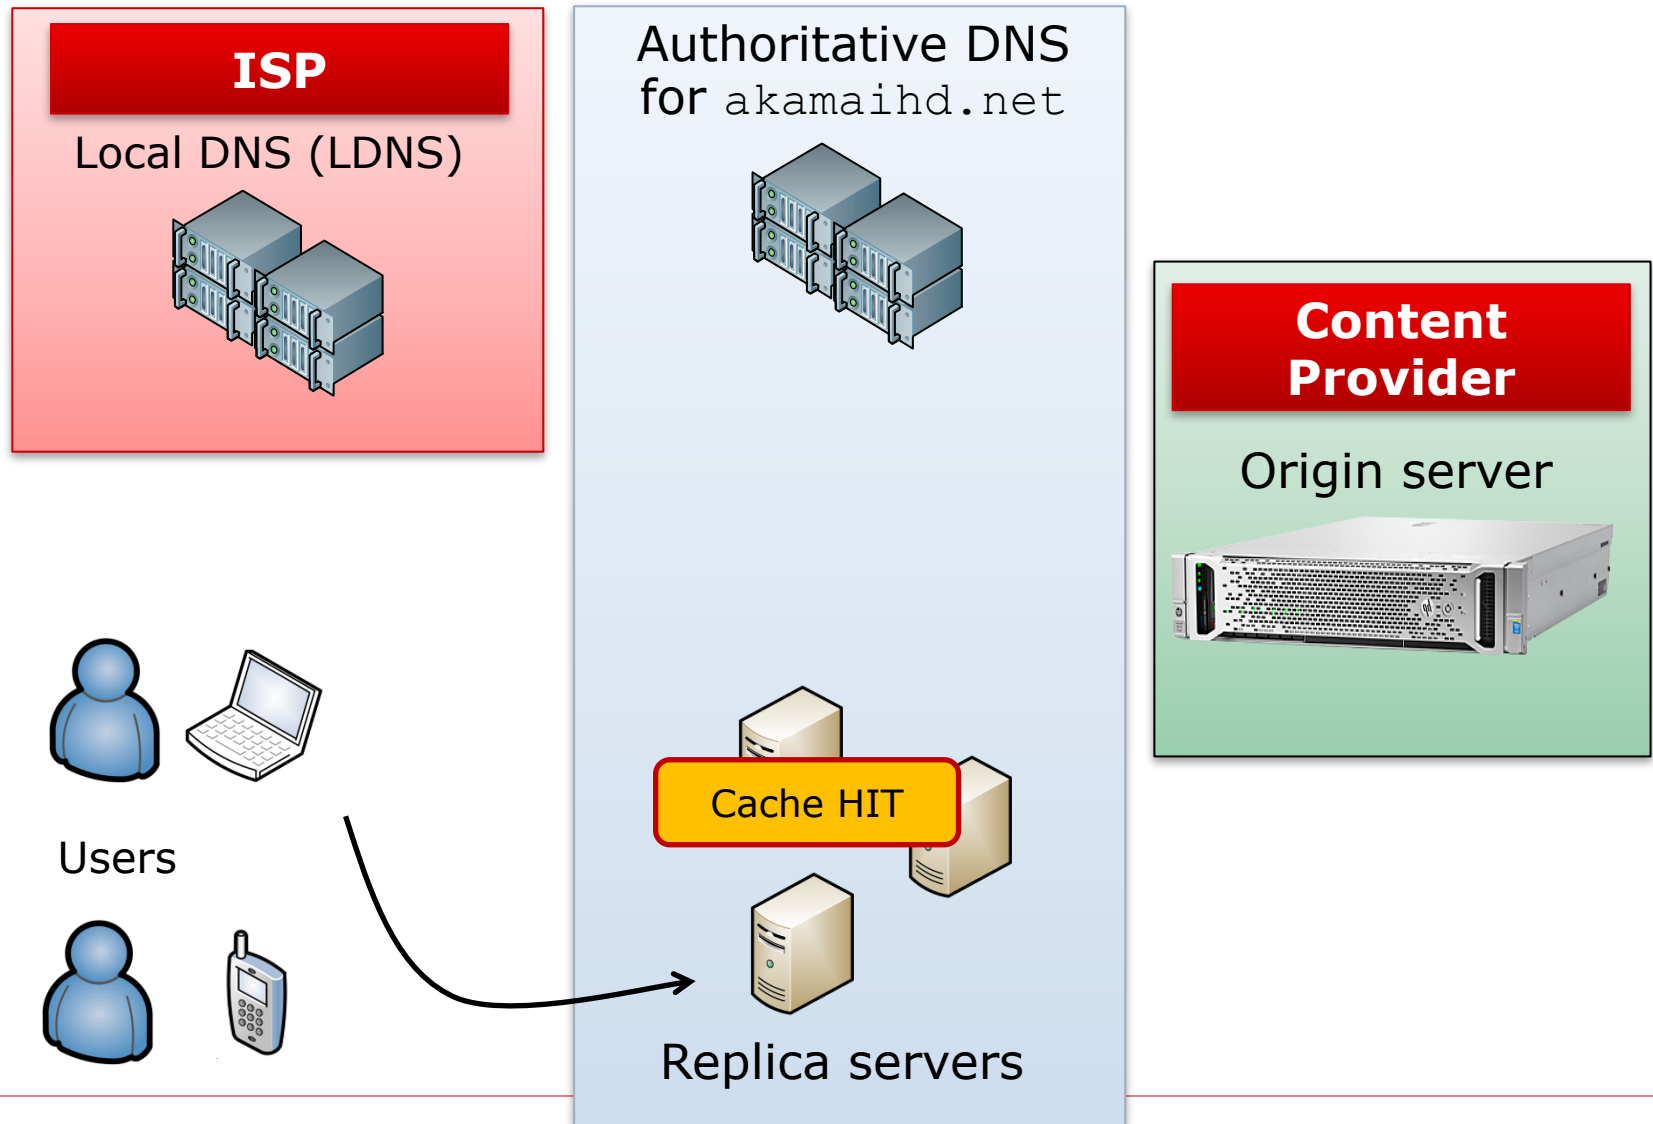 ISP
Local DNS (LDNS)
Authoritative DNS
for akamaihd.net
Content
Provider
Origin server
Users
Cache HIT
Replica servers